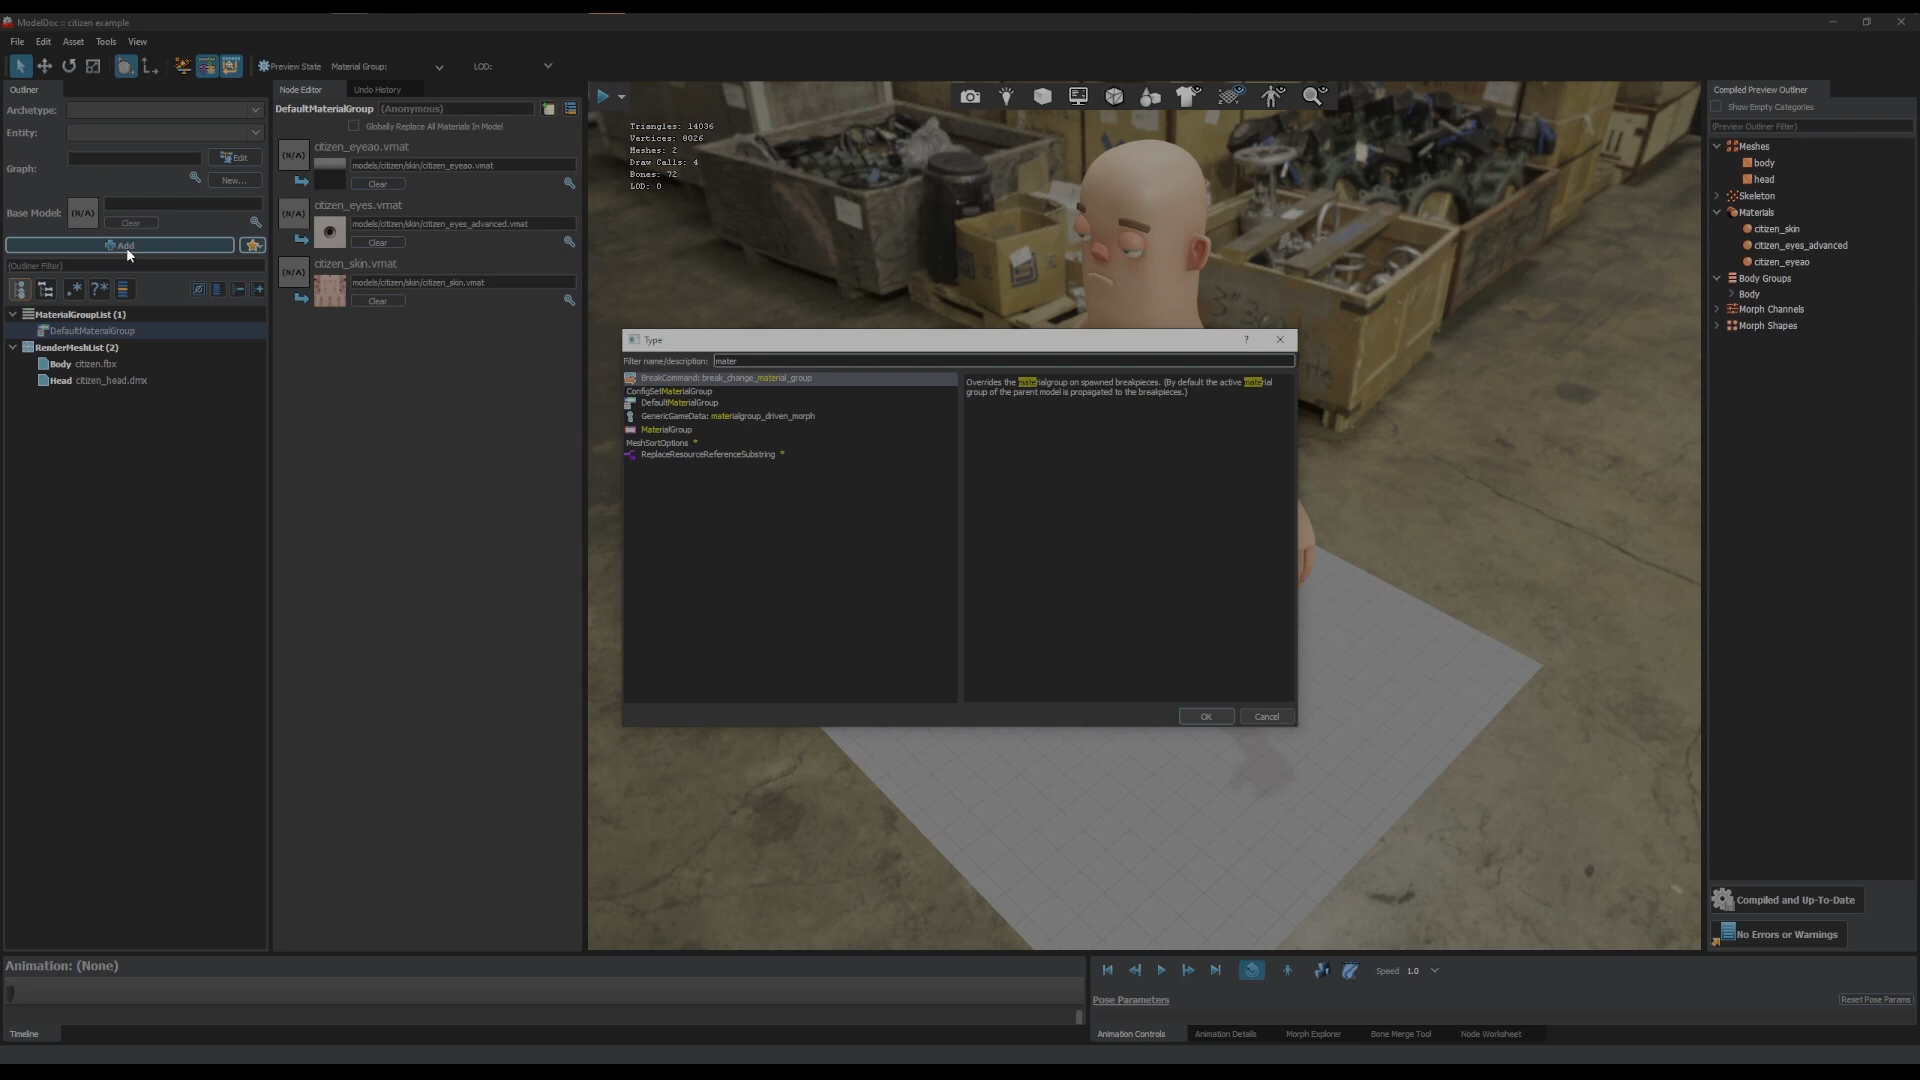 ModelDoc :: citizen example
File Edit Asset Tools View
Preview State Material Group: LOD:
Outliner
Archetype:
Entity:
Graph:
Edit
New...
Base Model:
(N/A)
Clear
Add
(Outliner Filter)
MaterialGroupList (1)
DefaultMaterialGroup
RenderMeshList (2)
Body citizen.fbx
Head citizen_head.dmx
Node Editor Undo History
DefaultMaterialGroup (Anonymous)
Globally Replace All Materials In Model
(N/A)
citizen_eyeao.vmat
models/citizen/skin/citizen_eyeao.vmat
Clear
(N/A)
citizen_eyes.vmat
models/citizen/skin/citizen_eyes_advanced.vmat
Clear
(N/A)
citizen_skin.vmat
models/citizen/skin/citizen_skin.vmat
Clear
Triangles: 14036
Vertices: 8026
Meshes: 2
Draw Calls: 4
Bones: 72
LOD: 0
Type
?
Filter name/description: mater
BreakCommand: break_change_material_group
ConfigSetMaterialGroup
DefaultMaterialGroup
GenericGameData: materialgroup_driven_morph
MaterialGroup
MeshSortOptions *
ReplaceResourceReferenceSubstring *
Overrides the materialgroup on spawned breakpieces. (By default the active material
group of the parent model is propagated to the breakpieces.)
OK Cancel
Compiled Preview Outliner
Show Empty Categories
(Preview Outliner Filter)
Meshes
body
head
Skeleton
Materials
citizen_skin
citizen_eyes_advanced
citizen_eyeao
Body Groups
Body
Morph Channels
Morph Shapes
Compiled and Up-To-Date
No Errors or Warnings
Animation: (None)
Timeline
Speed 1.0
Pose Parameters
Reset Pose Params
Animation Controls Animation Details Morph Explorer Bone Merge Tool Node Worksheet